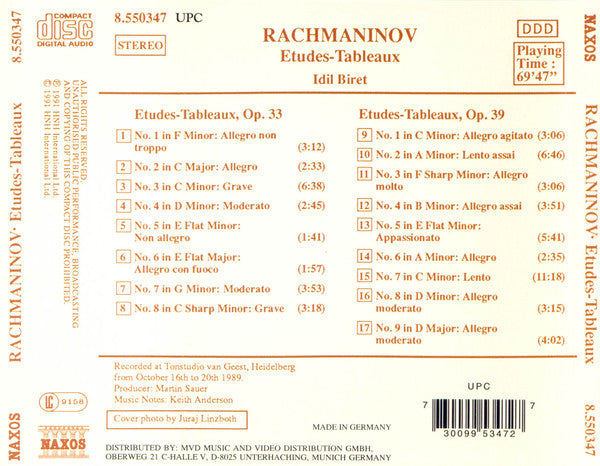 8.550347
COMPACT
disc
DIGITAL AUDIO
RACHMANINOV· Etudes-Tableaux
ALL RIGHTS RESERVED.
UNAUTHORISED PUBLIC PERFORMANCE, BROADCASTING
AND COPYING OF THIS COMPACT DISC PROHIBITED.
℗ 1991 HNH International Ltd.
© 1991 HNH International Ltd.
LC 9158
NAXOS
8.550347 UPC
STEREO
RACHMANINOV
Etudes-Tableaux
Idil Biret
DDD
Playing
Time :
69'47"
Etudes-Tableaux, Op. 33
1 No. 1 in F Minor: Allegro non
troppo (3:12)
2 No. 2 in C Major: Allegro (2:33)
3 No. 3 in C Minor: Grave (6:38)
4 No. 4 in D Minor: Moderato (2:45)
5 No. 5 in E Flat Minor:
Non allegro (1:41)
6 No. 6 in E Flat Major:
Allegro con fuoco (1:57)
7 No. 7 in G Minor: Moderato (3:53)
8 No. 8 in C Sharp Minor: Grave (3:18)
Etudes-Tableaux, Op. 39
9 No. 1 in C Minor: Allegro agitato (3:06)
10 No. 2 in A Minor: Lento assai (6:46)
11 No. 3 in F Sharp Minor: Allegro
molto (3:06)
12 No. 4 in B Minor: Allegro assai (3:51)
13 No. 5 in E Flat Minor:
Appassionato (5:41)
14 No. 6 in A Minor: Allegro (2:35)
15 No. 7 in C Minor: Lento (11:18)
16 No. 8 in D Minor: Allegro
moderato (3:15)
17 No. 9 in D Major: Allegro
moderato (4:02)
Recorded at Tonstudio van Geest, Heidelberg
from October 16th to 20th 1989.
Producer: Martin Sauer
Music Notes: Keith Anderson
Cover photo by Juraj Linzboth
MADE IN GERMANY
UPC
7 30099 53472 7
DISTRIBUTED BY: MVD MUSIC AND VIDEO DISTRIBUTION GMBH,
OBERWEG 21 C-HALLE V, D-8025 UNTERHACHING, MUNICH GERMANY
NAXOS
RACHMANINOV· Etudes-Tableaux
8.550347
NAXOS